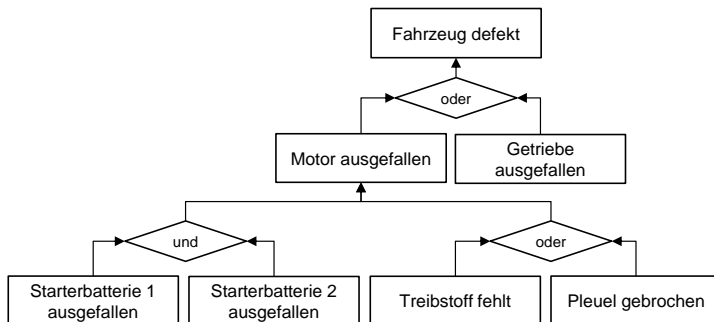 Fahrzeug defekt
oder
Motor ausgefallen
Getriebe
ausgefallen
und
oder
Starterbatterie 1
ausgefallen
Starterbatterie 2
ausgefallen
Treibstoff fehlt
Pleuel gebrochen